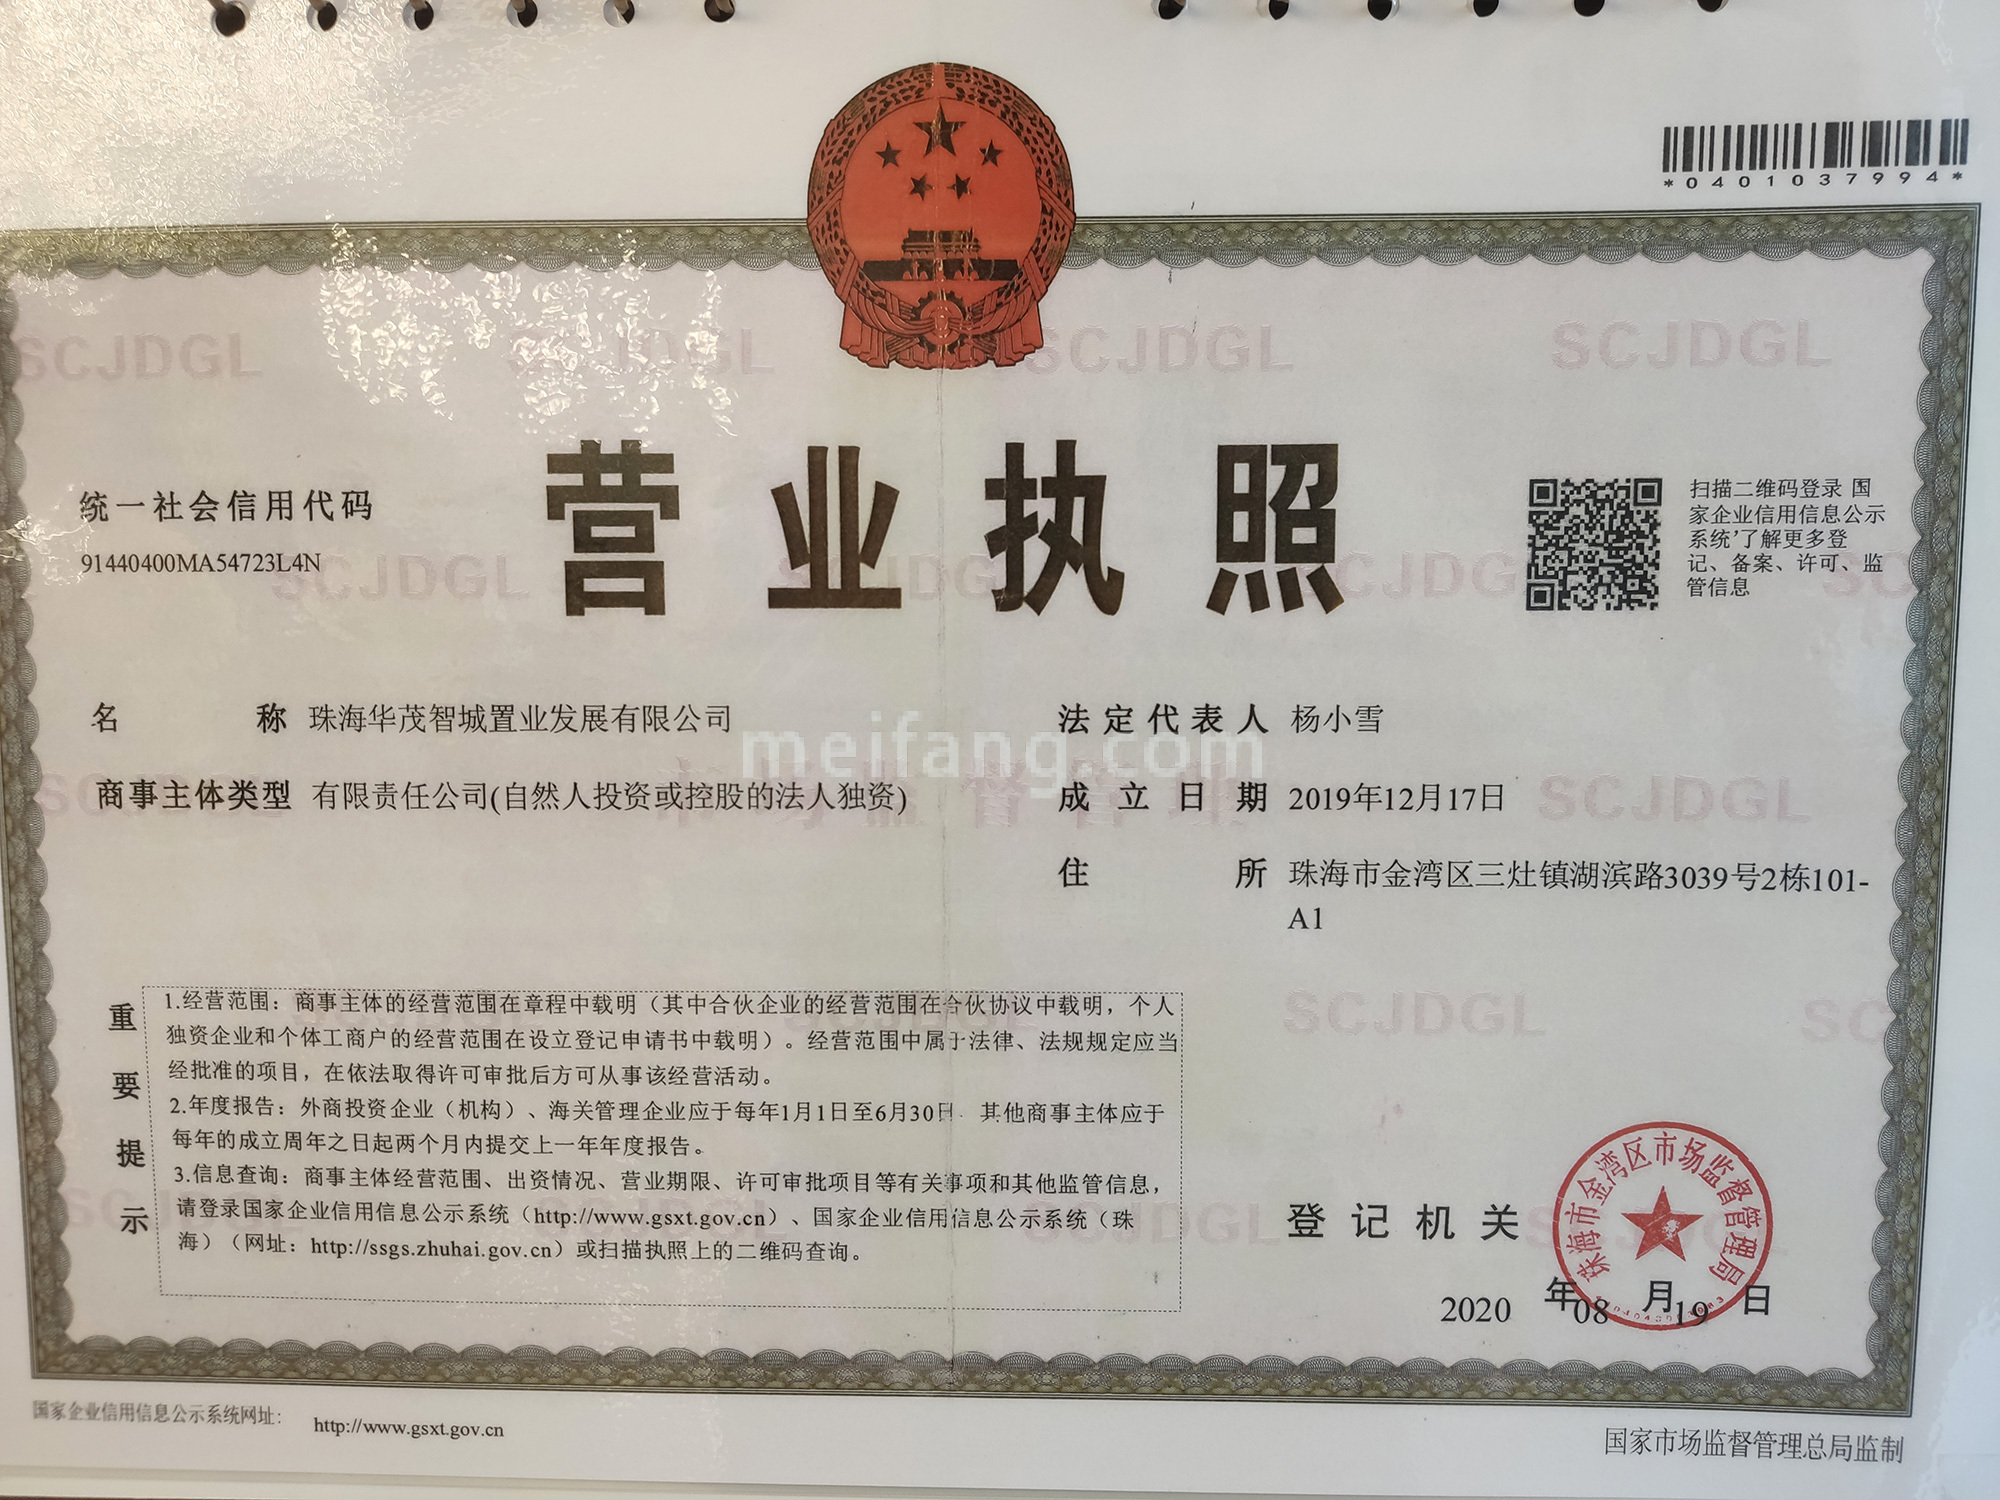 *0401037994*
营业执照
统一社会信用代码
91440400MA54723L4N
扫描二维码登录 国
家企业信用信息公示
系统'了解更多登
记、备案、许可、监
管信息
名称 珠海华茂智城置业发展有限公司
商事主体类型 有限责任公司(自然人投资或控股的法人独资)
法定代表人 杨小雪
成立日期 2019年12月17日
住所 珠海市金湾区三灶镇湖滨路3039号2栋101-
A1
meifang.com
重要提示
1.经营范围：商事主体的经营范围在章程中载明（其中合伙企业的经营范围在合伙协议中载明，个人
独资企业和个体工商户的经营范围在设立登记申请书中载明）。经营范围中属于法律、法规规定应当
经批准的项目，在依法取得许可审批后方可从事该经营活动。
2.年度报告：外商投资企业（机构）、海关管理企业应于每年1月1日至6月30日、其他商事主体应于
每年的成立周年之日起两个月内提交上一年年度报告。
3.信息查询：商事主体经营范围、出资情况、营业期限、许可审批项目等有关事项和其他监管信息，
请登录国家企业信用信息公示系统（http://www.gsxt.gov.cn）、国家企业信用信息公示系统（珠
海）（网址：http://ssgs.zhuhai.gov.cn）或扫描执照上的二维码查询。
登记机关
珠海市金湾区市场监督管理局
2020年08月19日
国家企业信用信息公示系统网址： http://www.gsxt.gov.cn
国家市场监督管理总局监制
SCJDGL SCJDGL SCJDGL SCJDGL
市场监督管理